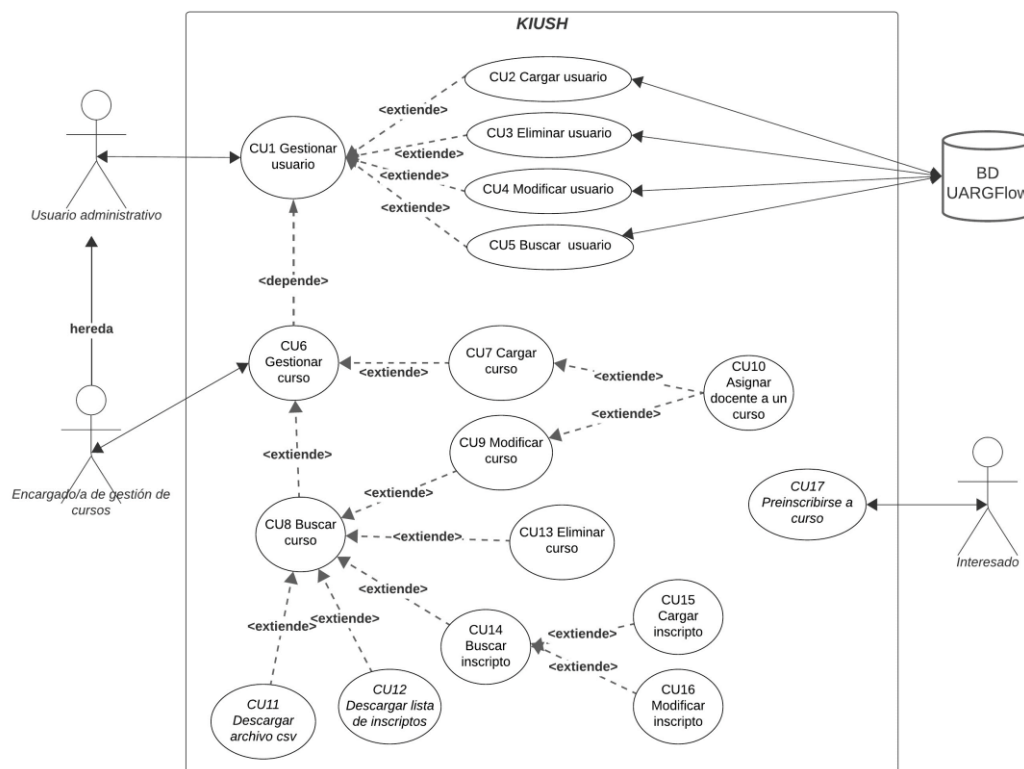 KIUSH
CU2 Cargar usuario
<extiende>
CU3 Eliminar usuario
CU1 Gestionar
usuario
<extiende>
<extiende>
CU4 Modificar usuario
<extiende>
CU5 Buscar usuario
BD
UARGFlow
Usuario administrativo
<depende>
hereda
CU6
Gestionar
curso
<extiende>
CU7 Cargar
curso
<extiende>
<extiende>
CU10
Asignar
docente a un
curso
Encargado/a de gestión de
cursos
<extiende>
CU9 Modificar
curso
<extiende>
CU8 Buscar
curso
<extiende>
CU13 Eliminar
curso
CU17
Preinscribirse a
curso
Interesado
<extiende>
<extiende>
<extiende>
CU14
Buscar
inscripto
<extiende>
<extiende>
CU15
Cargar
inscripto
CU16
Modificar
inscripto
CU11
Descargar
archivo csv
CU12
Descargar lista
de inscriptos